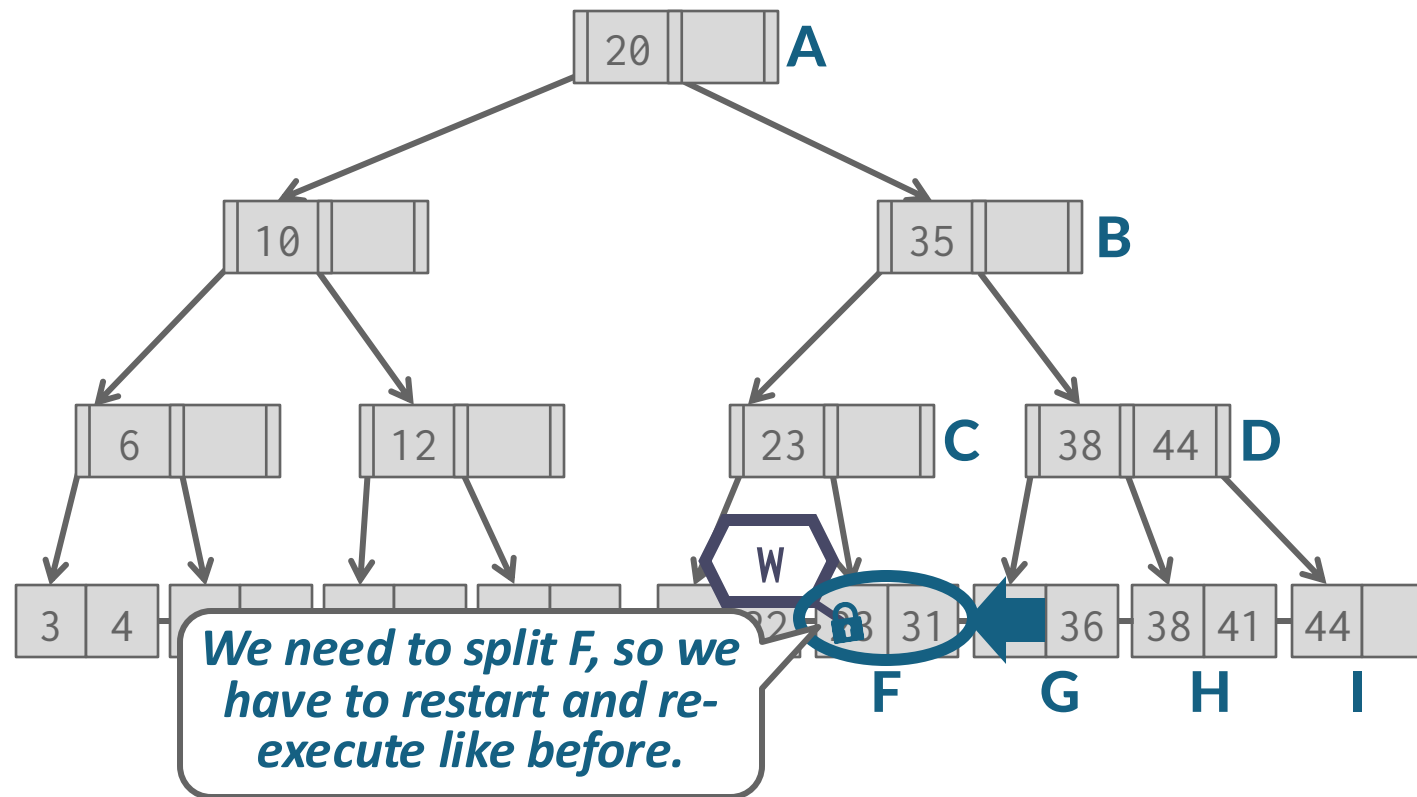 20 A
10
35 B
6
12
23 C
38 44 D
W
3 4
31
36
38 41
44
F
G
H
I
We need to split F, so we
have to restart and re-
execute like before.